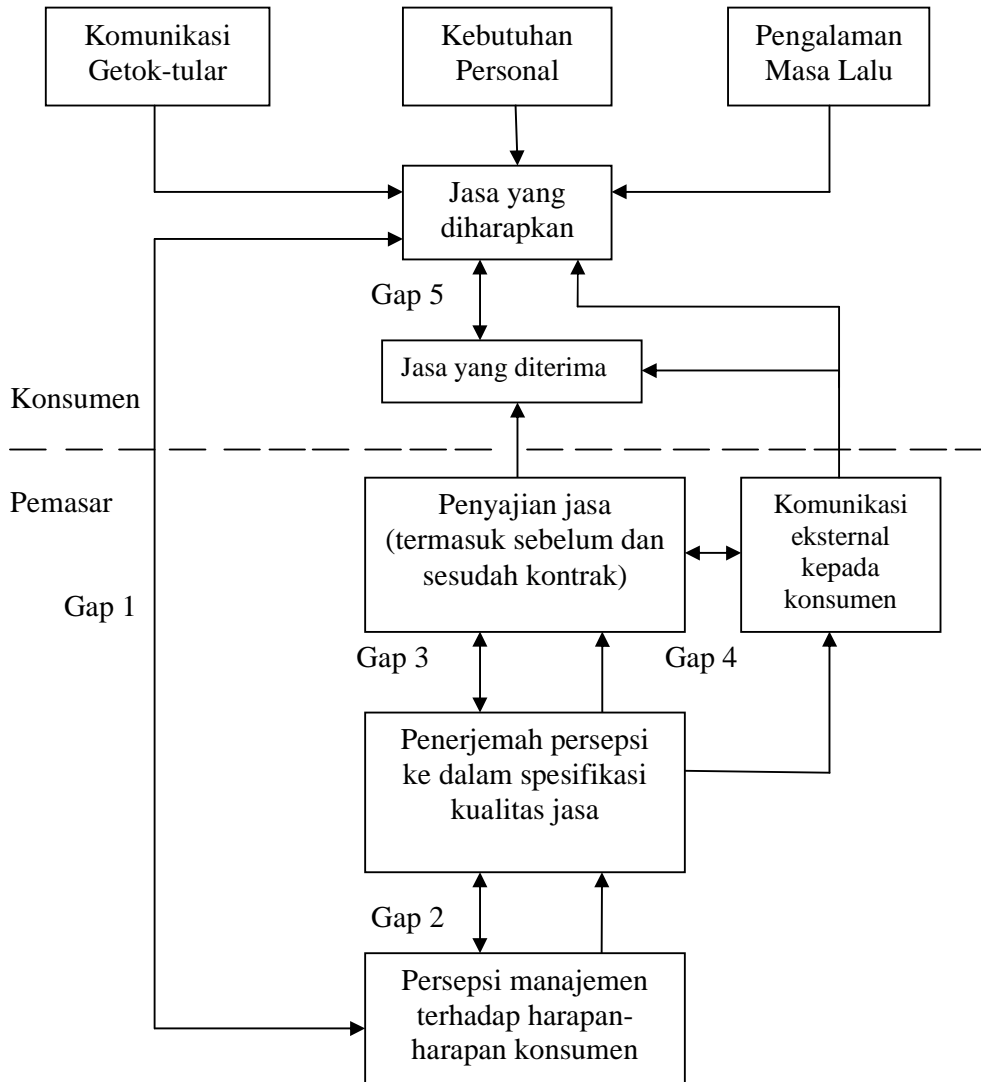 Komunikasi
Getok-tular
Kebutuhan
Personal
Pengalaman
Masa Lalu
Jasa yang
diharapkan
Gap 5
Jasa yang diterima
Konsumen
Pemasar
Penyajian jasa
(termasuk sebelum dan
sesudah kontrak)
Komunikasi
eksternal
kepada
konsumen
Gap 1
Gap 3
Gap 4
Penerjemah persepsi
ke dalam spesifikasi
kualitas jasa
Gap 2
Persepsi manajemen
terhadap harapan-
harapan konsumen